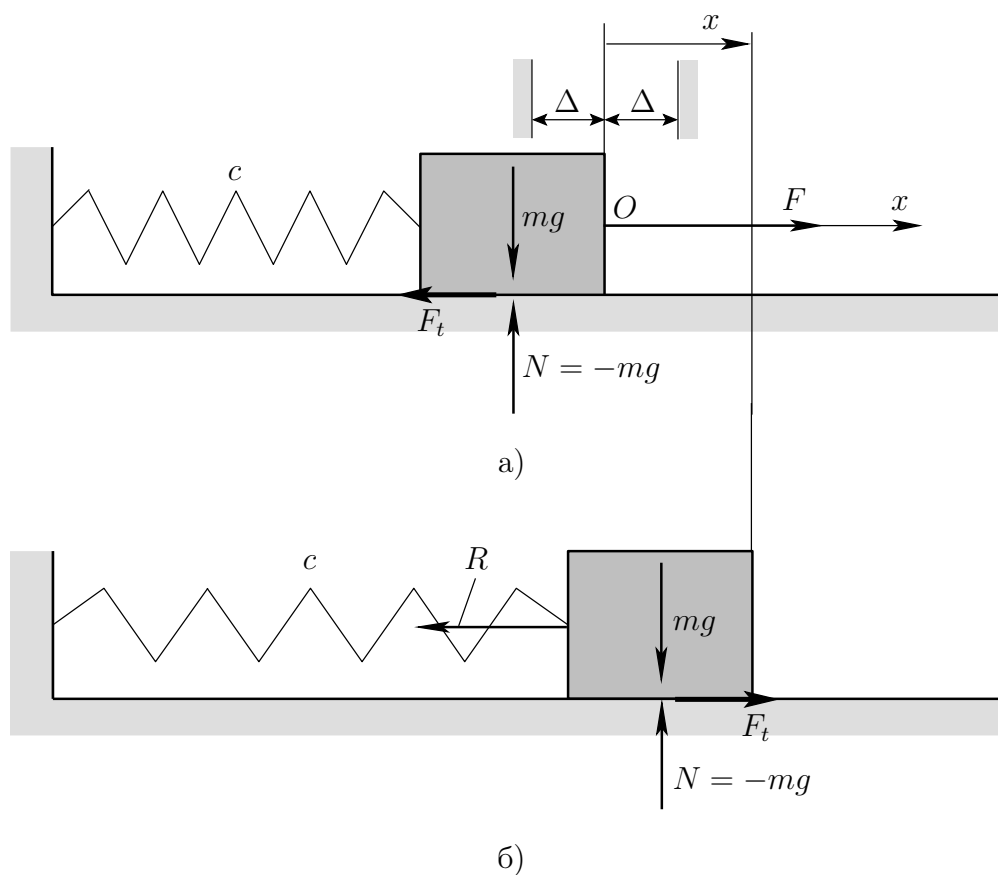 x
Δ Δ
c
mg
O F x
F_t
N = −mg
а)
c R
mg
F_t
N = −mg
б)